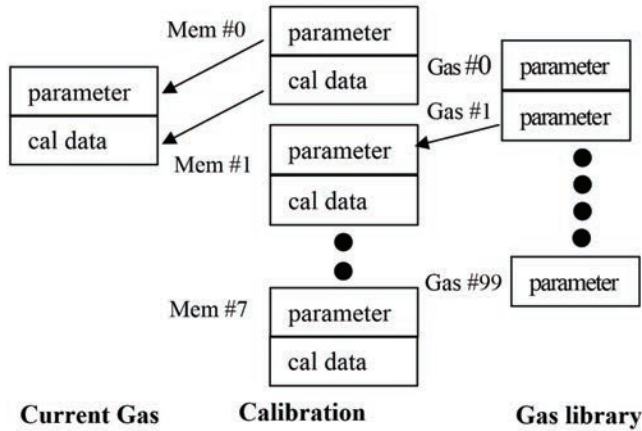 Mem #0
parameter
cal data
Gas #0
parameter
parameter
parameter
cal data
Gas #1
Mem #1
parameter
cal data
Mem #7
parameter
cal data
Gas #99
parameter
Current Gas
Calibration
Gas library